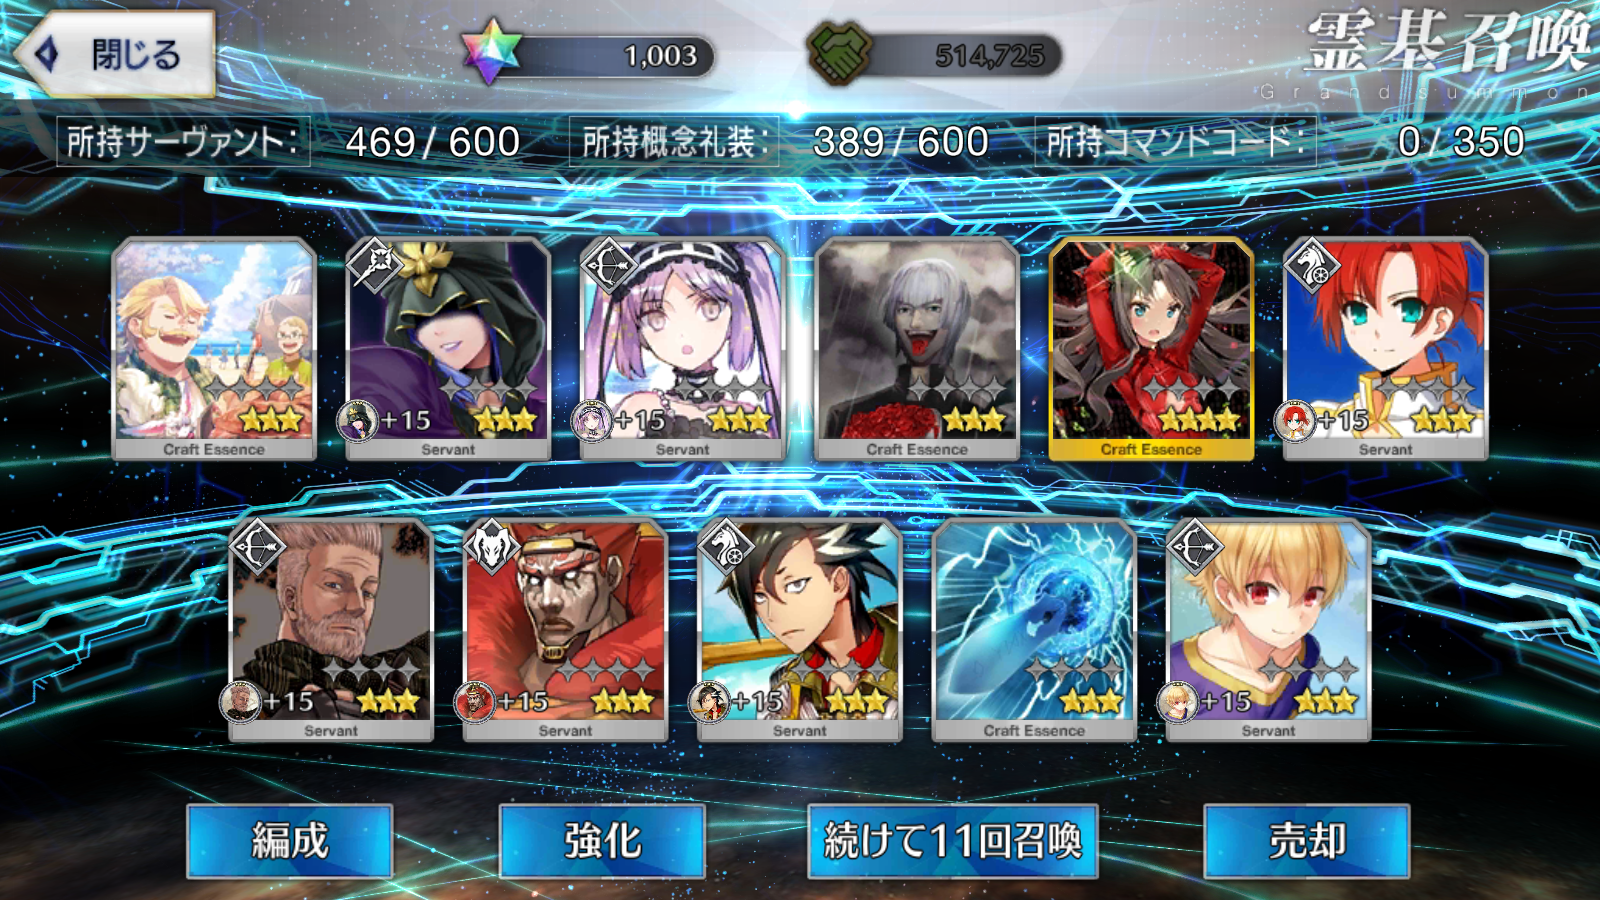 閉じる
1,003
514,725
霊基召喚
Grand summon
所持サーヴァント: 469 / 600
所持概念礼装: 389 / 600
所持コマンドコード: 0 / 350
+15
+15
+15
Craft Essence
Servant
Servant
Craft Essence
Craft Essence
Servant
+15
+15
+15
+15
Servant
Servant
Servant
Craft Essence
Servant
編成
強化
続けて11回召喚
売却